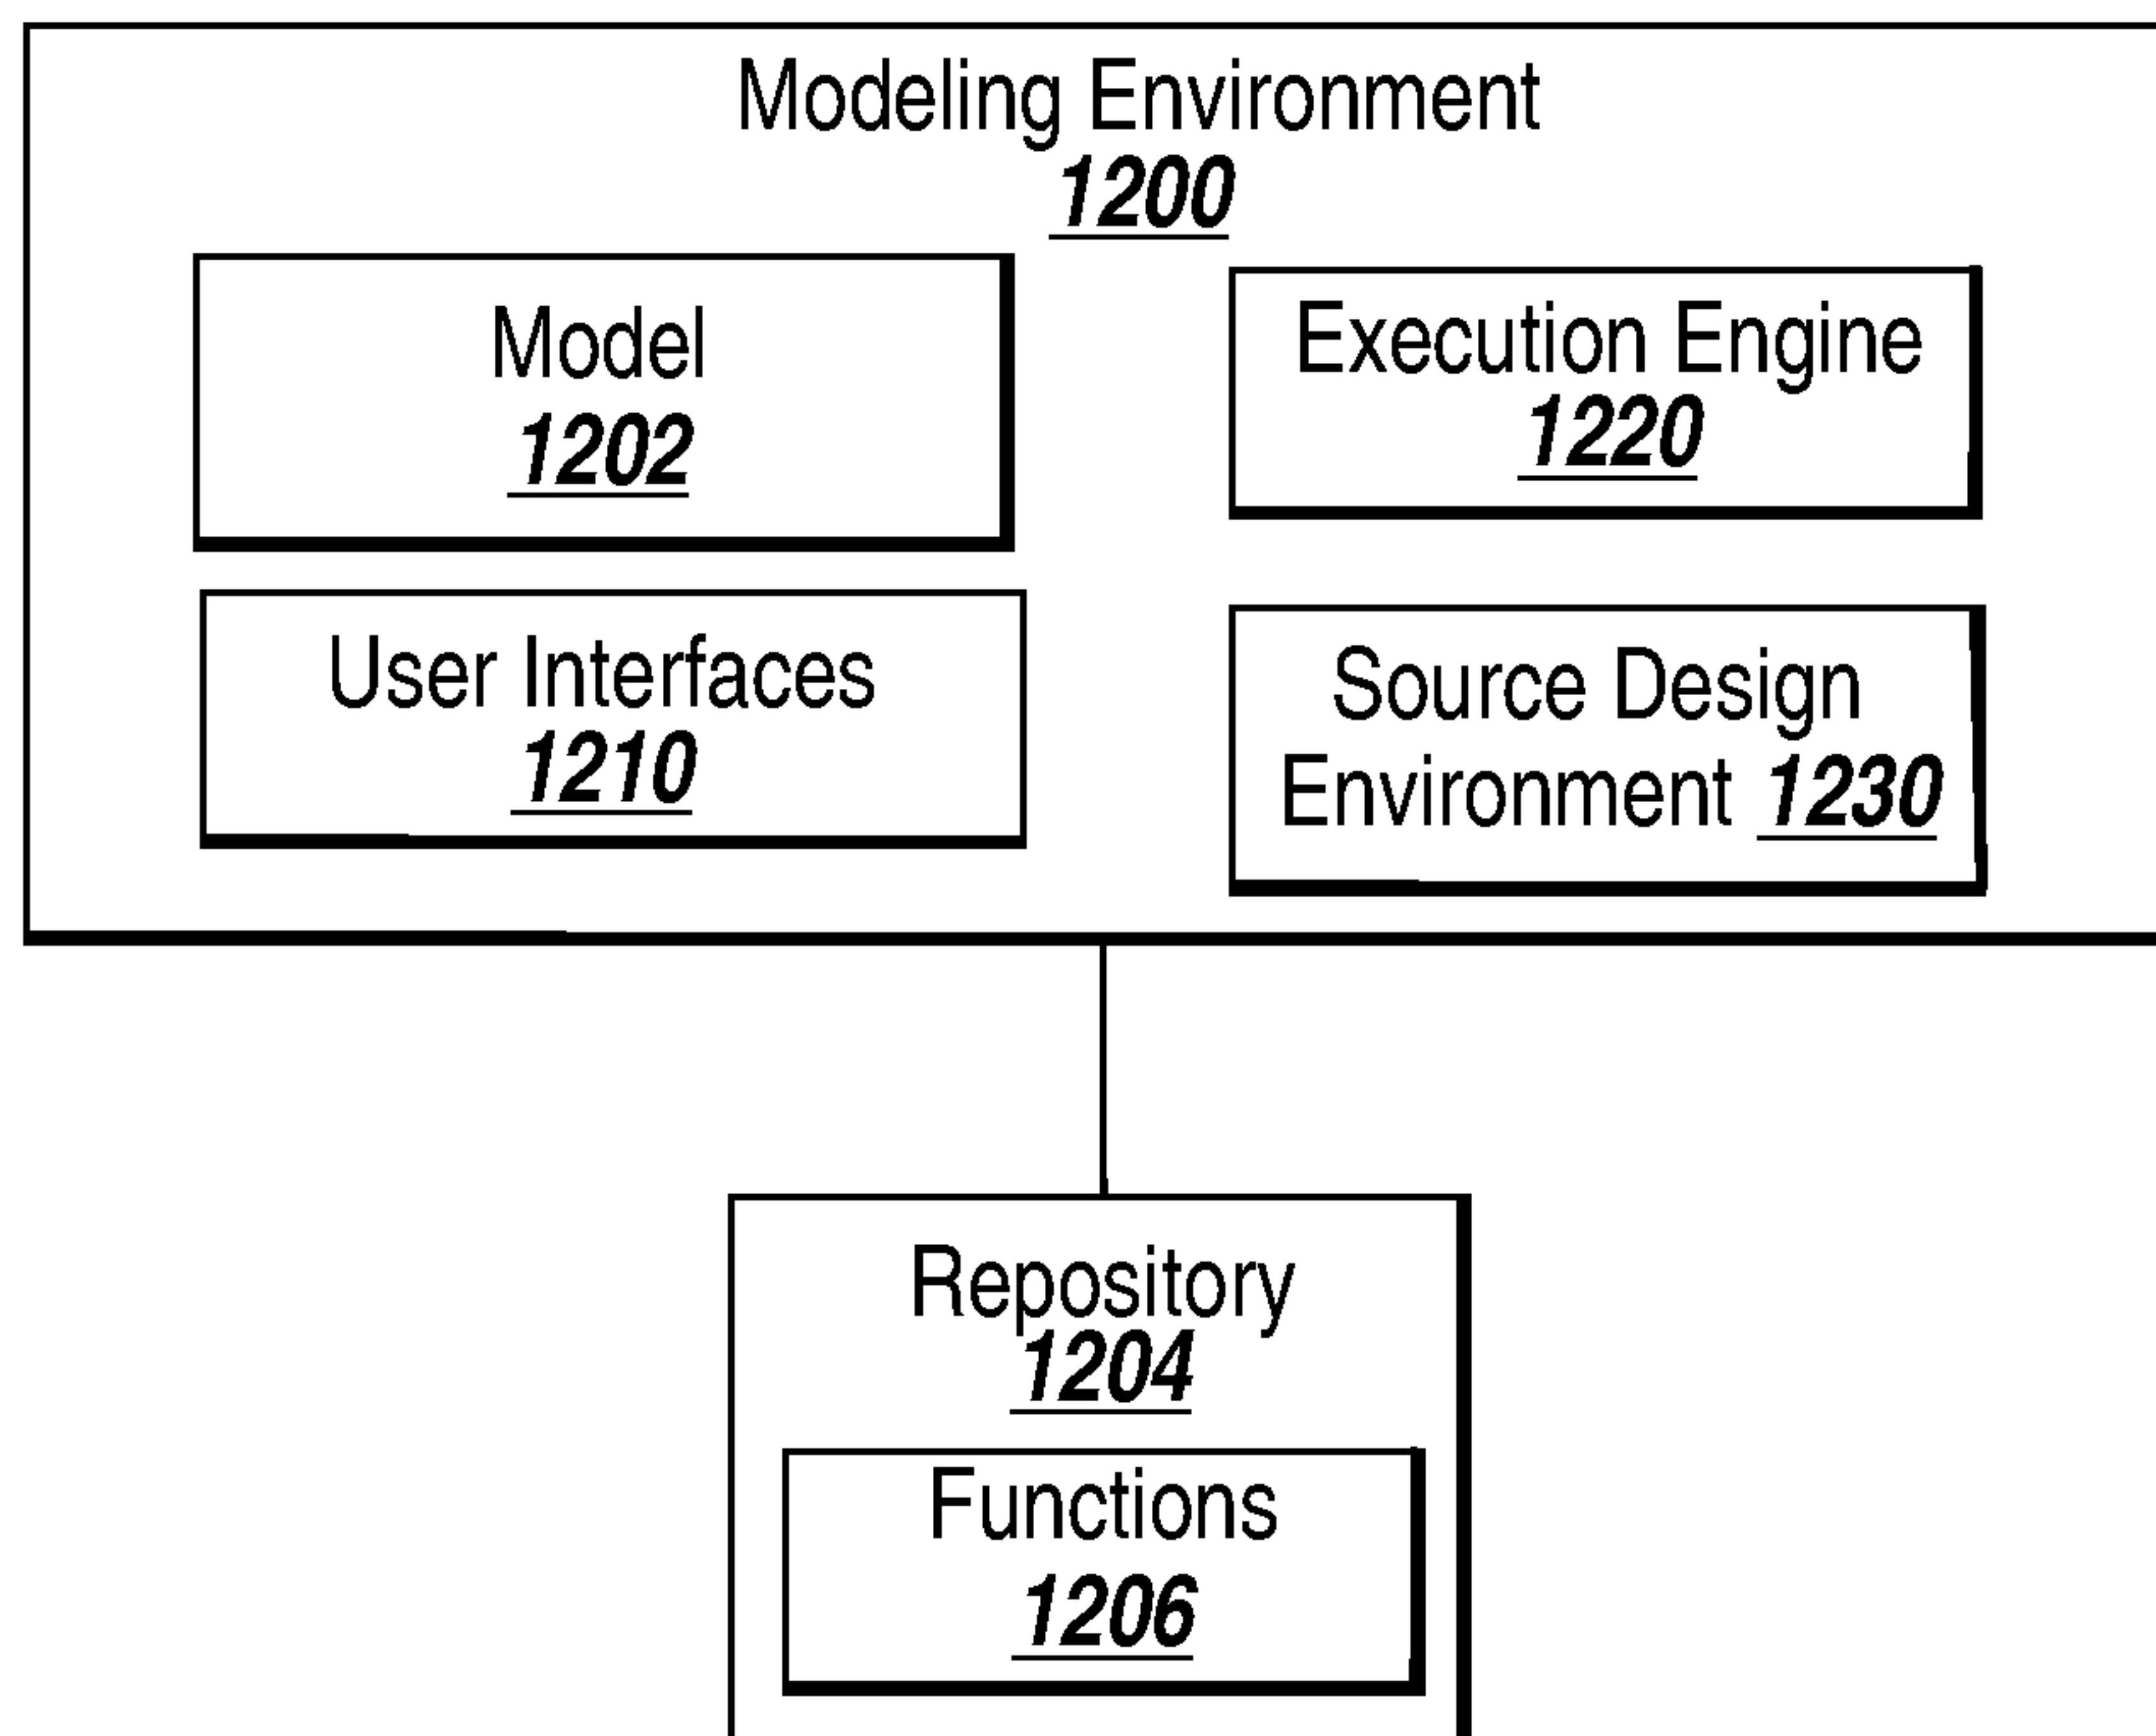 Modeling Environment
1200
Model
1202
Execution Engine
1220
User Interfaces
1210
Source Design
Environment 1230
Repository
1204
Functions
1206